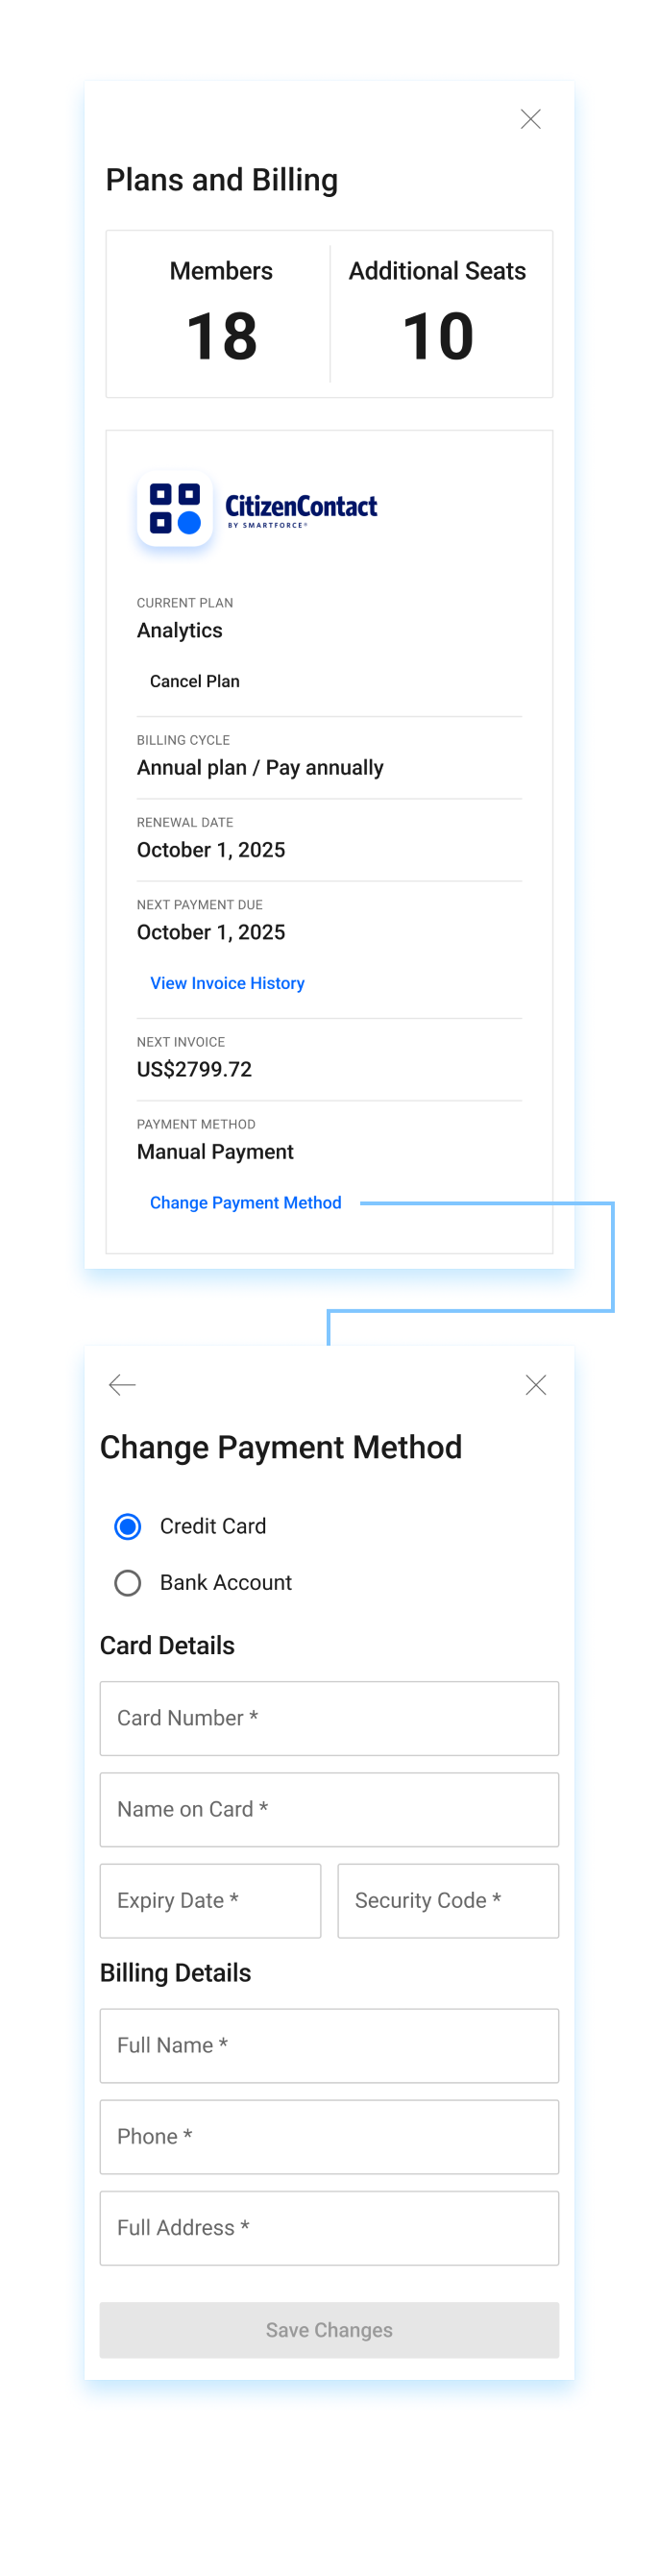 Plans and Billing
Members
Additional Seats
18
10
CitizenContact
BY SMARTFORCE®
CURRENT PLAN
Analytics
Cancel Plan
BILLING CYCLE
Annual plan / Pay annually
RENEWAL DATE
October 1, 2025
NEXT PAYMENT DUE
October 1, 2025
View Invoice History
NEXT INVOICE
US$2799.72
PAYMENT METHOD
Manual Payment
Change Payment Method
Change Payment Method
Credit Card
Bank Account
Card Details
Card Number *
Name on Card *
Expiry Date *
Security Code *
Billing Details
Full Name *
Phone *
Full Address *
Save Changes